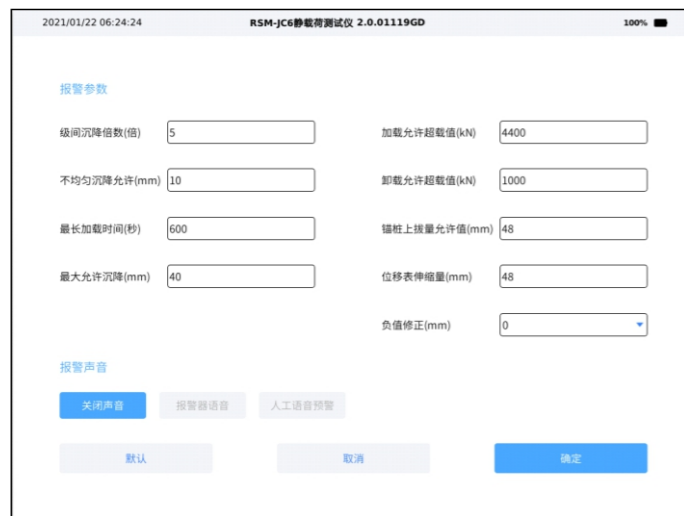 2021/01/22 06:24:24 RSM-JC6静载荷测试仪 2.0.01119GD 100%
报警参数
级间沉降倍数(倍) 5 加载允许超载值(kN) 4400
不均匀沉降允许(mm) 10 卸载允许超载值(kN) 1000
最长加载时间(秒) 600 锚桩上拔量允许值(mm) 48
最大允许沉降(mm) 40 位移表伸缩量(mm) 48
负值修正(mm) 0
报警声音
关闭声音 报警器语音 人工语音预警
默认 取消 确定